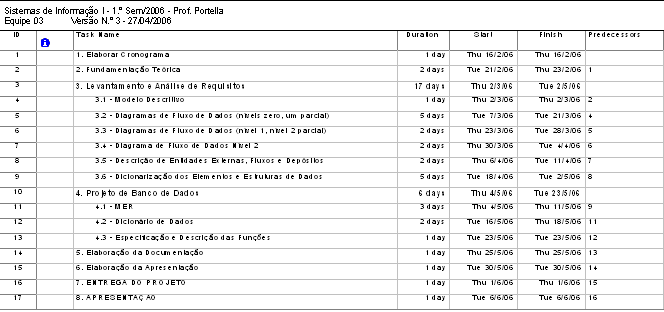 Sistemas de Informação I - 1.º Sem/2006 - Prof. Portella
Equipe 03 Versão N.º 3 - 27/04/2006
ID Task Name Duration Start Finish Predecessors
1 1. Elaborar Cronograma 1 day Thu 16/2/06 Thu 16/2/06
2 2. Fundamentação Teórica 2 days Tue 21/2/06 Thu 23/2/06 1
3 3. Levantamento e Análise de Requisitos 17 days Thu 2/3/06 Tue 2/5/06
4 3.1 - Modelo Descritivo 1 day Thu 2/3/06 Thu 2/3/06 2
5 3.2 - Diagramas de Fluxo de Dados (níveis zero, um parcial) 5 days Tue 7/3/06 Tue 21/3/06 4
6 3.3 - Diagramas de Fluxo de Dados (nível 1, nível 2 parcial) 2 days Thu 23/3/06 Tue 28/3/06 5
7 3.4 - Diagrama de Fluxo de Dados Nível 2 2 days Thu 30/3/06 Tue 4/4/06 6
8 3.5 - Descrição de Entidades Externas, Fluxos e Depósitos 2 days Thu 6/4/06 Tue 11/4/06 7
9 3.6 - Dicionarização dos Elementos e Estruturas de Dados 5 days Tue 18/4/06 Tue 2/5/06 8
10 4. Projeto de Banco de Dados 6 days Thu 4/5/06 Tue 23/5/06
11 4.1 - MER 3 days Thu 4/5/06 Thu 11/5/06 9
12 4.2 - Dicionário de Dados 2 days Tue 16/5/06 Thu 18/5/06 11
13 4.3 - Especificação e Descrição das Funções 1 day Tue 23/5/06 Tue 23/5/06 12
14 5. Elaboração da Documentação 1 day Thu 25/5/06 Thu 25/5/06 13
15 6. Elaboração da Apresentação 1 day Tue 30/5/06 Tue 30/5/06 14
16 7. ENTREGA DO PROJETO 1 day Thu 1/6/06 Thu 1/6/06 15
17 8. APRESENTAÇÃO 1 day Tue 6/6/06 Tue 6/6/06 16